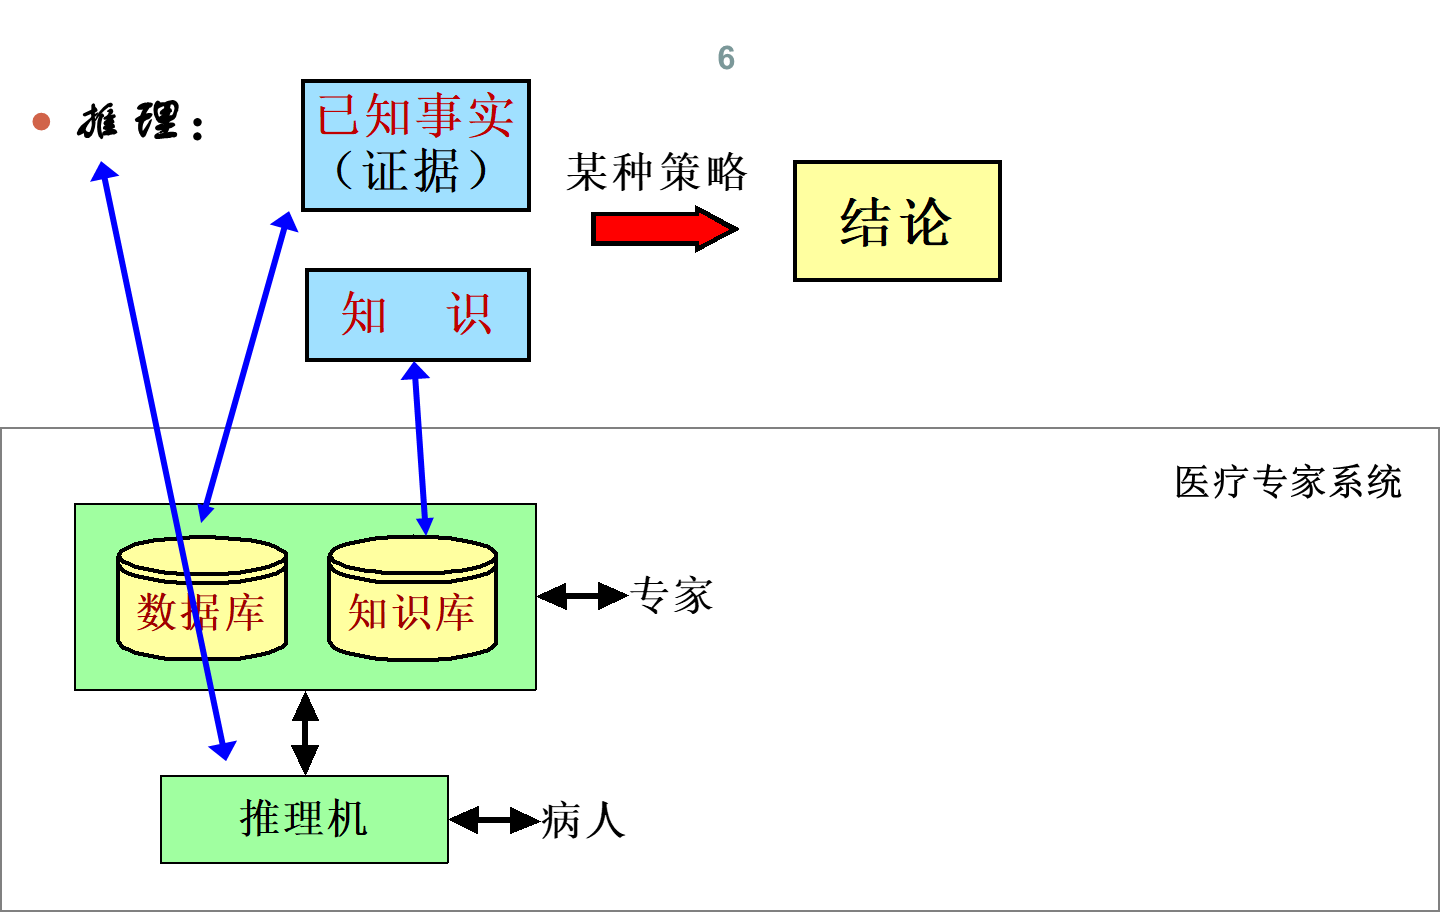 6
推理：
已知事实
（证据）
某种策略
结论
知 识
医疗专家系统
数据库
知识库
专家
推理机
病人